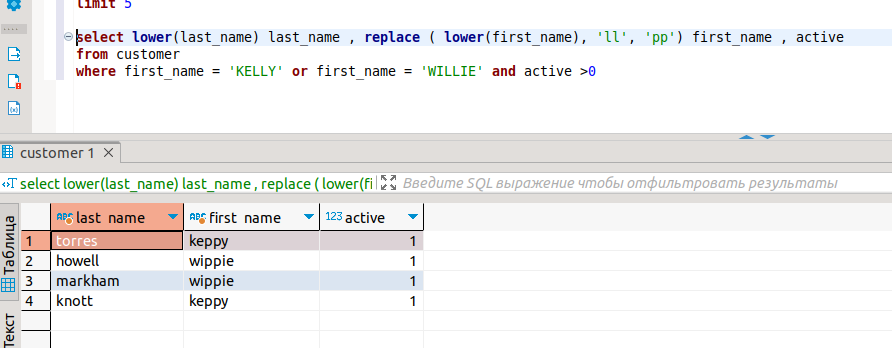 limit 5
select lower(last_name) last_name , replace ( lower(first_name), 'll', 'pp') first_name , active
from customer
where first_name = 'KELLY' or first_name = 'WILLIE' and active >0
customer 1
select lower(last_name) last_name , replace ( lower(fi
Введите SQL выражение чтобы отфильтровать результаты
Таблица
Текст
ABC last_name ABC first_name 123 active
1 torres keppy 1
2 howell wippie 1
3 markham wippie 1
4 knott keppy 1